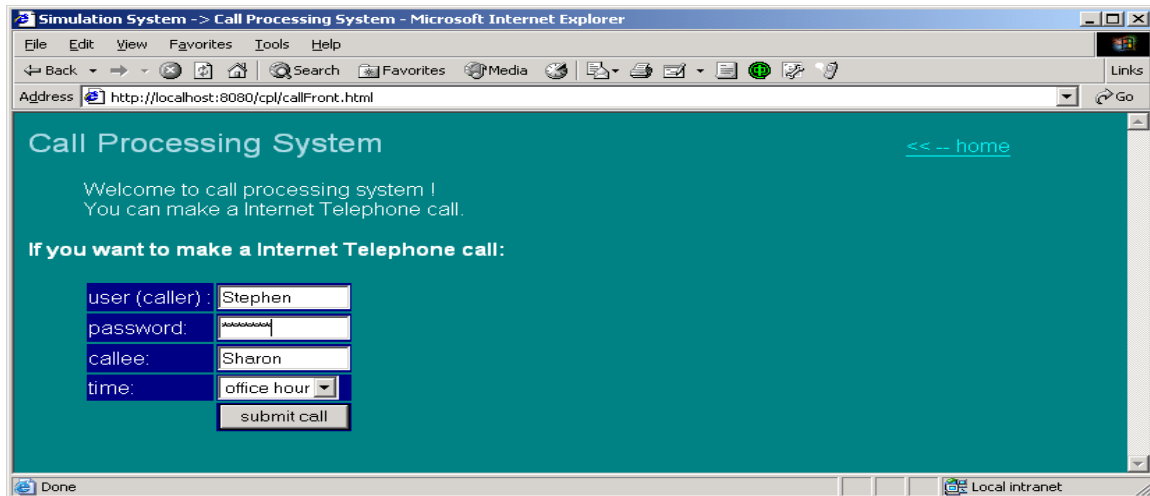 Simulation System -> Call Processing System - Microsoft Internet Explorer
File Edit View Favorites Tools Help
Back Search Favorites Media Links
Address http://localhost:8080/cpl/callFront.html Go
Call Processing System
<< -- home
Welcome to call processing system !
You can make a Internet Telephone call.
If you want to make a Internet Telephone call:
user (caller) : Stephen
password: *******
callee: Sharon
time: office hour
submit call
Done Local intranet